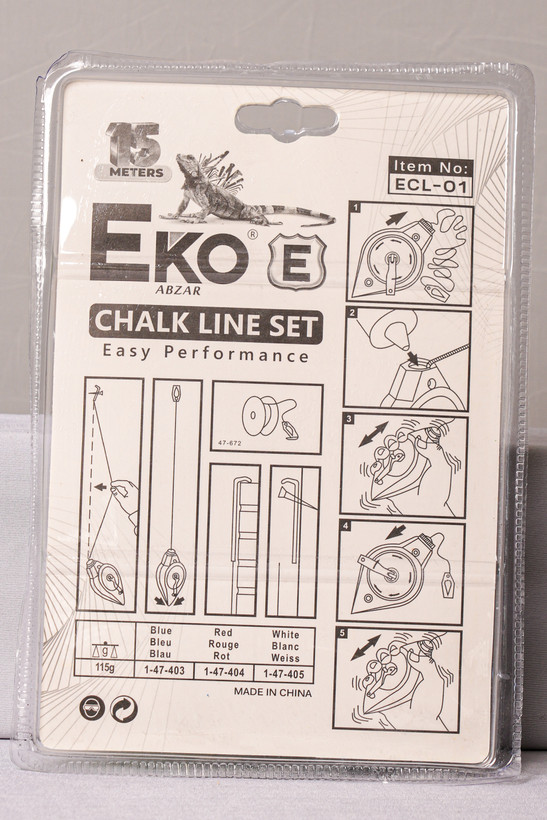 15
METERS
Item No:
ECL-01
EKO ®
ABZAR
E
CHALK LINE SET
Easy Performance
1
2
3
4
5
47-672
g
115g
Blue
Bleu
Blau
1-47-403
Red
Rouge
Rot
1-47-404
White
Blanc
Weiss
1-47-405
MADE IN CHINA